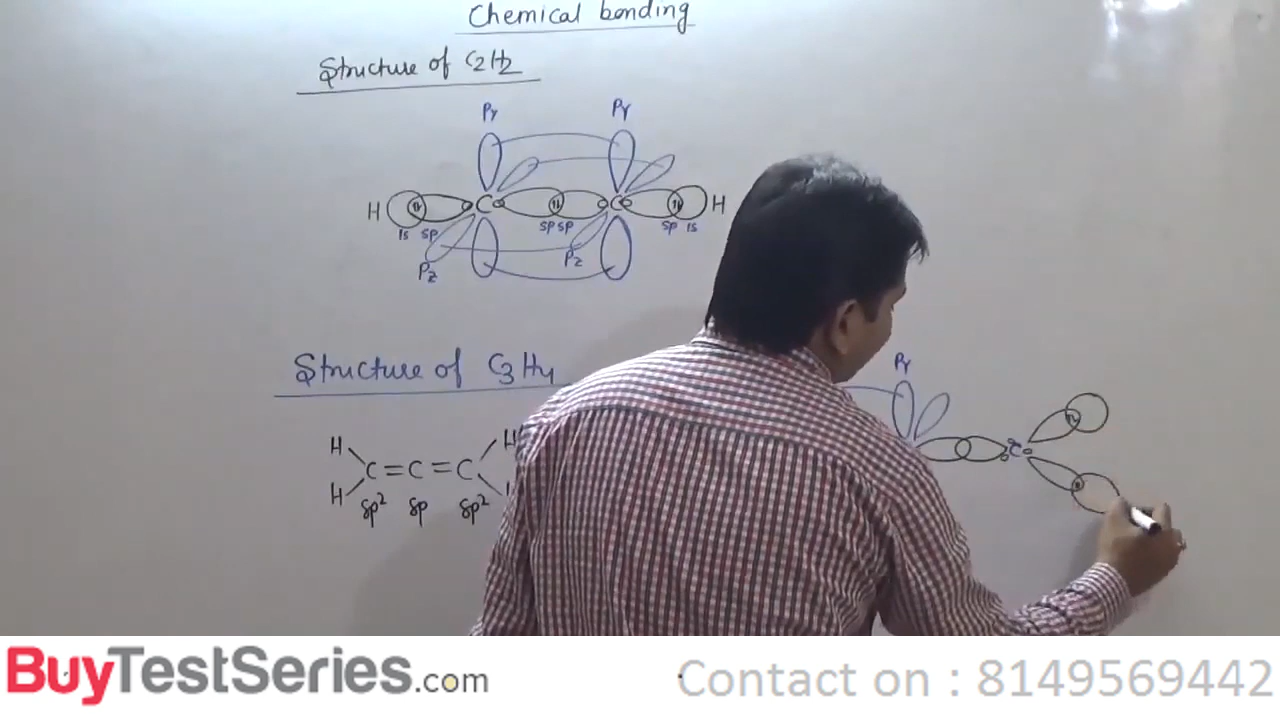 Chemical bonding
Structure of C2H2
Py Py
H C C H
1s sp sp sp sp 1s
Pz Pz
Structure of C3H4
Py
H H
C = C = C
H
sp2 sp sp2
C
BuyTestSeries.com
Contact on : 8149569442